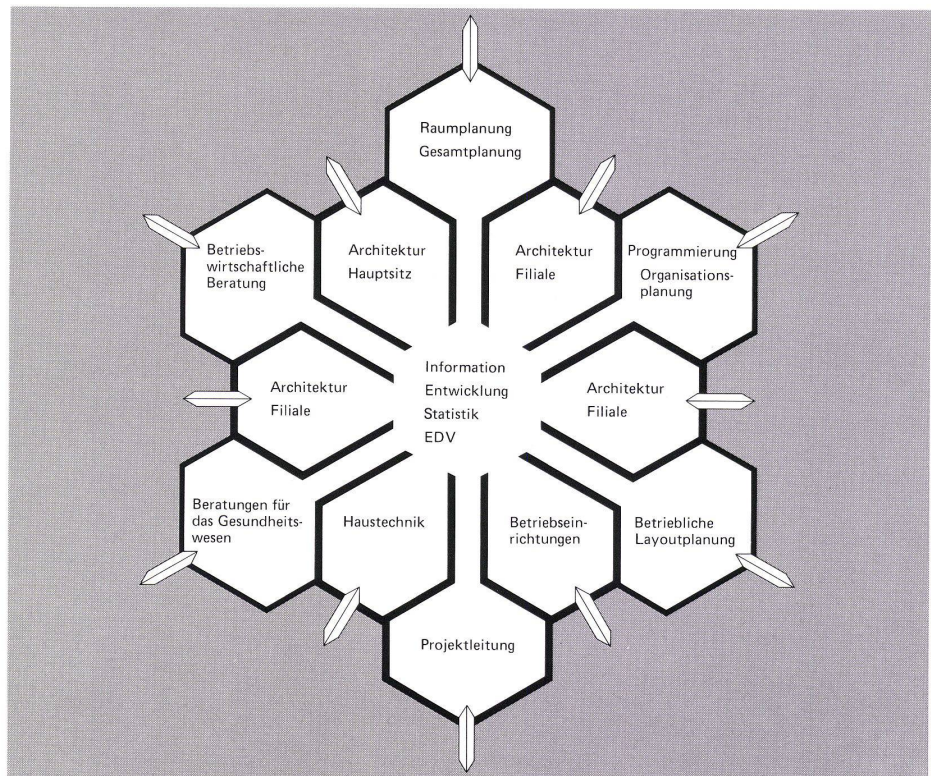 Raumplanung
Gesamtplanung
Architektur
Hauptsitz
Architektur
Filiale
Betriebs-
wirtschaftliche
Beratung
Programmierung
Organisations-
planung
Architektur
Filiale
Information
Entwicklung
Statistik
EDV
Architektur
Filiale
Beratungen für
das Gesundheits-
wesen
Haustechnik
Betriebsein-
richtungen
Betriebliche
Layoutplanung
Projektleitung